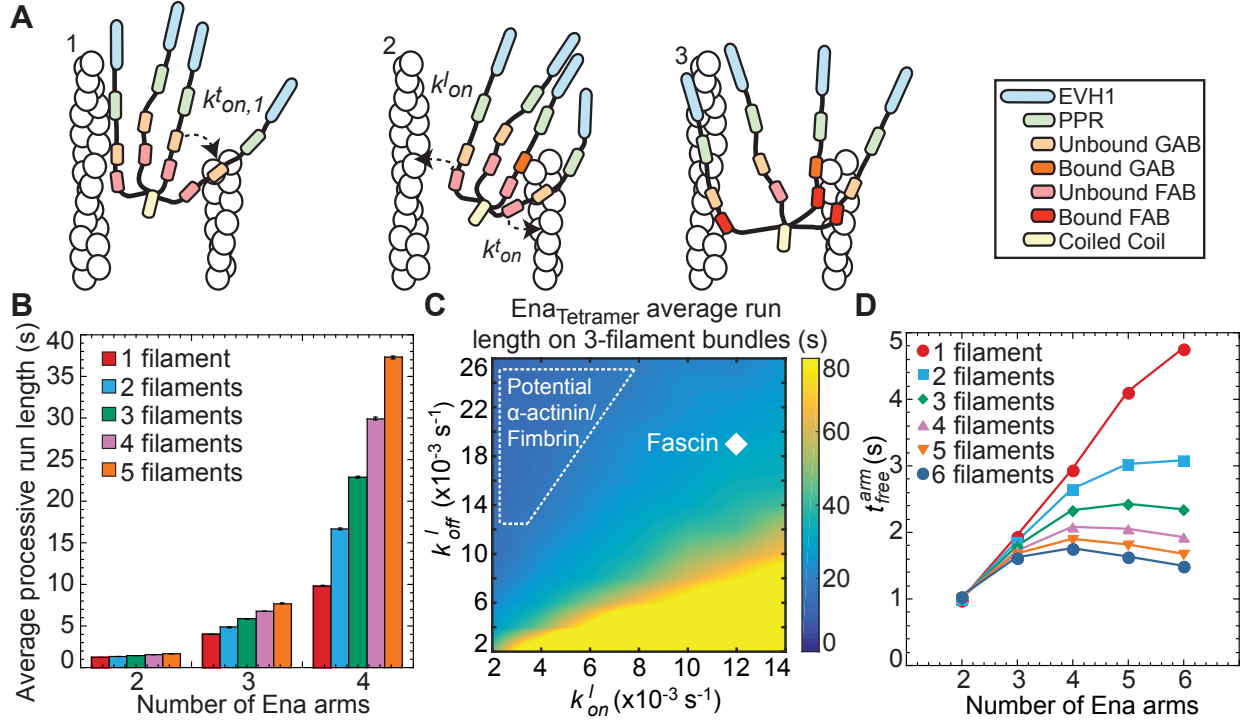 A
1
k^t_on,1
2
k^l_on
k^t_on
3
EVH1
PPR
Unbound GAB
Bound GAB
Unbound FAB
Bound FAB
Coiled Coil
B
Average processive run length (s)
40
35
30
25
20
15
10
5
0
1 filament
2 filaments
3 filaments
4 filaments
5 filaments
2
3
4
Number of Ena arms
C
Ena_Tetramer average run
length on 3-filament bundles (s)
k^l_off (x10^-3 s^-1)
26
22
18
14
10
6
2
Potential
α-actinin/
Fimbrin
Fascin
2
4
6
8
10
12
14
k^l_on (x10^-3 s^-1)
80
60
40
20
0
D
t^arm_free (s)
5
4
3
2
1
0
1 filament
2 filaments
3 filaments
4 filaments
5 filaments
6 filaments
2
3
4
5
6
Number of Ena arms